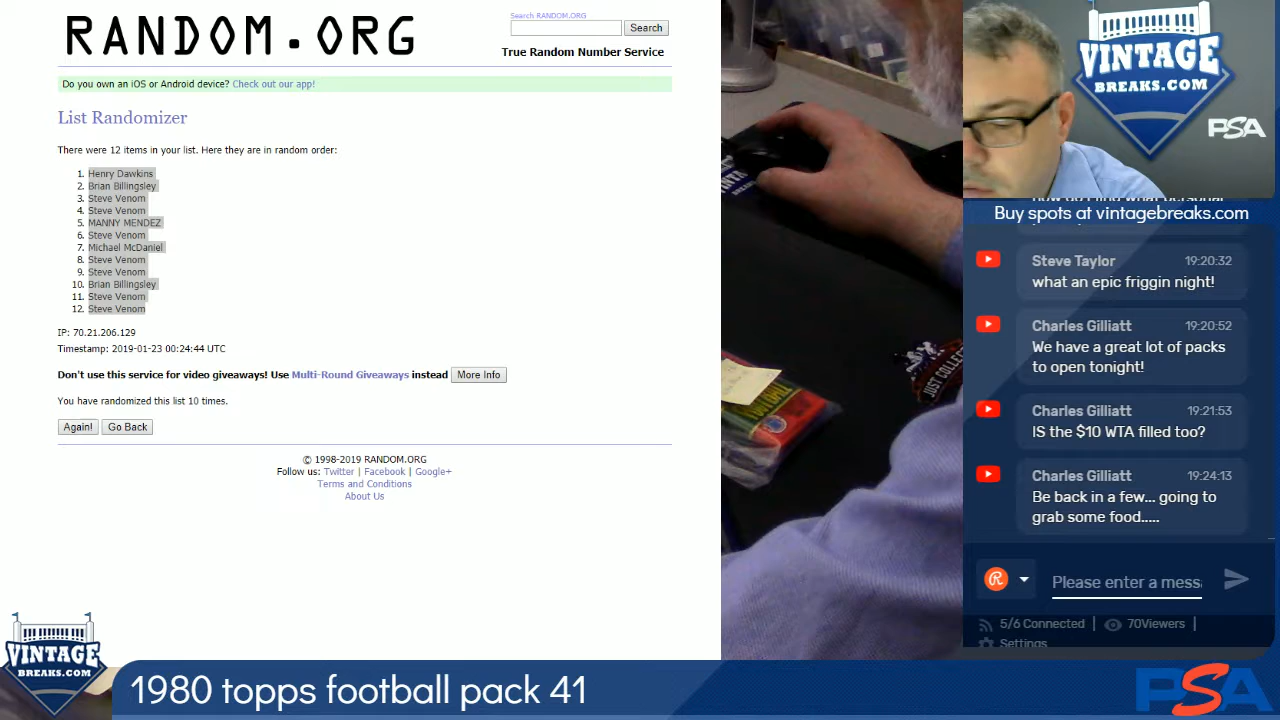 RANDOM.ORG
Search RANDOM.ORG
Search
True Random Number Service
Do you own an iOS or Android device? Check out our app!
List Randomizer
There were 12 items in your list. Here they are in random order:
1. Henry Dawkins
2. Brian Billingsley
3. Steve Venom
4. Steve Venom
5. MANNY MENDEZ
6. Steve Venom
7. Michael McDaniel
8. Steve Venom
9. Steve Venom
10. Brian Billingsley
11. Steve Venom
12. Steve Venom
IP: 70.21.206.129
Timestamp: 2019-01-23 00:24:44 UTC
Don't use this service for video giveaways! Use Multi-Round Giveaways instead More Info
You have randomized this list 10 times.
Again! Go Back
© 1998-2019 RANDOM.ORG
Follow us: Twitter | Facebook | Google+
Terms and Conditions
About Us
VINTAGE
BREAKS.COM
PSA
VINTA
FOOTBALL
JUST COLLECT
Buy spots at vintagebreaks.com
Steve Taylor 19:20:32
what an epic friggin night!
Charles Gilliatt 19:20:52
We have a great lot of packs
to open tonight!
Charles Gilliatt 19:21:53
IS the $10 WTA filled too?
Charles Gilliatt 19:24:13
Be back in a few... going to
grab some food.....
Please enter a messa
5/6 Connected | 70Viewers |
Settings
VINTAGE
BREAKS.COM
1980 topps football pack 41
PSA